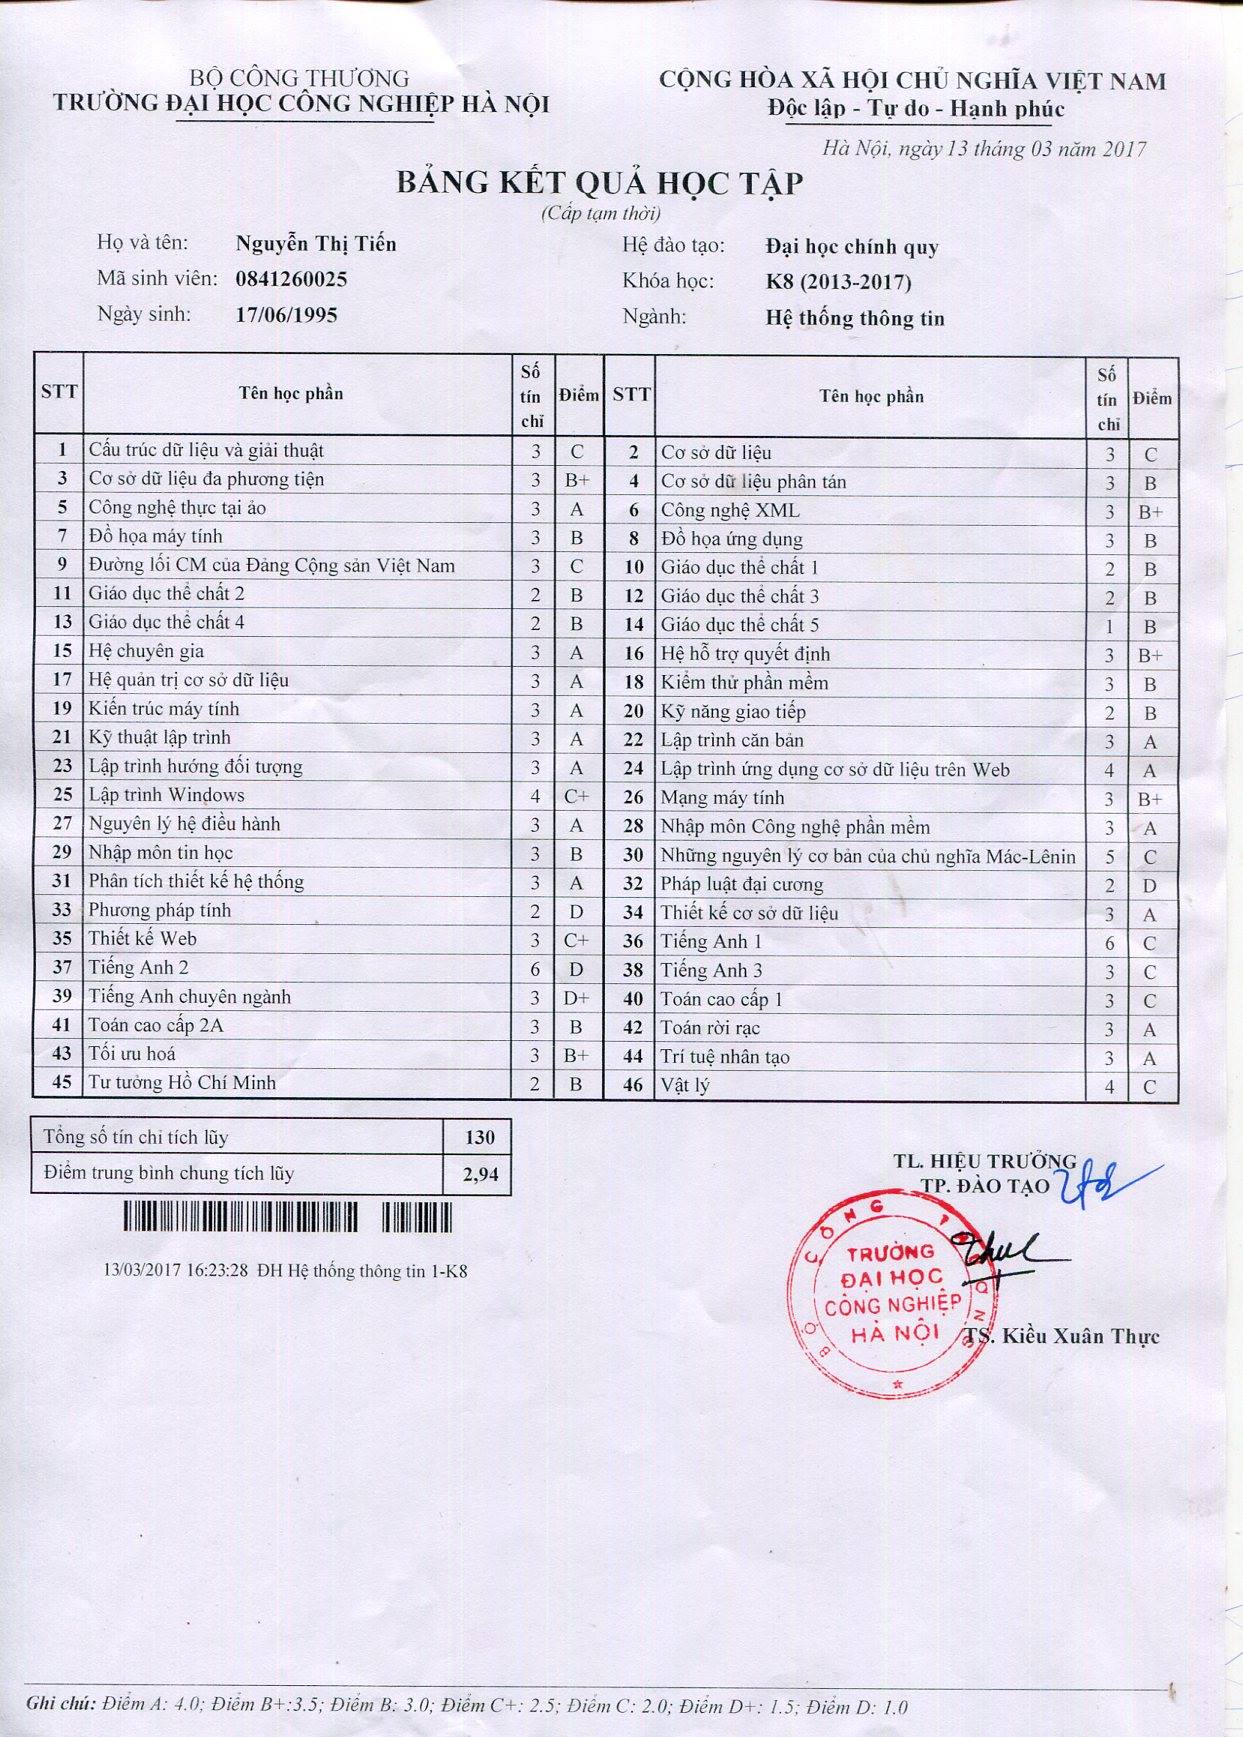 BỘ CÔNG THƯƠNG
TRƯỜNG ĐẠI HỌC CÔNG NGHIỆP HÀ NỘI
CỘNG HÒA XÃ HỘI CHỦ NGHĨA VIỆT NAM
Độc lập - Tự do - Hạnh phúc
Hà Nội, ngày 13 tháng 03 năm 2017
BẢNG KẾT QUẢ HỌC TẬP
(Cấp tạm thời)
Họ và tên: Nguyễn Thị Tiến Hệ đào tạo: Đại học chính quy
Mã sinh viên: 0841260025 Khóa học: K8 (2013-2017)
Ngày sinh: 17/06/1995 Ngành: Hệ thống thông tin
STT Tên học phần Số tín chỉ Điểm STT Tên học phần Số tín chỉ Điểm
1 Cấu trúc dữ liệu và giải thuật 3 C 2 Cơ sở dữ liệu 3 C
3 Cơ sở dữ liệu đa phương tiện 3 B+ 4 Cơ sở dữ liệu phân tán 3 B
5 Công nghệ thực tại ảo 3 A 6 Công nghệ XML 3 B+
7 Đồ họa máy tính 3 B 8 Đồ họa ứng dụng 3 B
9 Đường lối CM của Đảng Cộng sản Việt Nam 3 C 10 Giáo dục thể chất 1 2 B
11 Giáo dục thể chất 2 2 B 12 Giáo dục thể chất 3 2 B
13 Giáo dục thể chất 4 2 B 14 Giáo dục thể chất 5 1 B
15 Hệ chuyên gia 3 A 16 Hệ hỗ trợ quyết định 3 B+
17 Hệ quản trị cơ sở dữ liệu 3 A 18 Kiểm thử phần mềm 3 B
19 Kiến trúc máy tính 3 A 20 Kỹ năng giao tiếp 2 B
21 Kỹ thuật lập trình 3 A 22 Lập trình căn bản 3 A
23 Lập trình hướng đối tượng 3 A 24 Lập trình ứng dụng cơ sở dữ liệu trên Web 4 A
25 Lập trình Windows 4 C+ 26 Mạng máy tính 3 B+
27 Nguyên lý hệ điều hành 3 A 28 Nhập môn Công nghệ phần mềm 3 A
29 Nhập môn tin học 3 B 30 Những nguyên lý cơ bản của chủ nghĩa Mác-Lênin 5 C
31 Phân tích thiết kế hệ thống 3 A 32 Pháp luật đại cương 2 D
33 Phương pháp tính 2 D 34 Thiết kế cơ sở dữ liệu 3 A
35 Thiết kế Web 3 C+ 36 Tiếng Anh 1 6 C
37 Tiếng Anh 2 6 D 38 Tiếng Anh 3 3 C
39 Tiếng Anh chuyên ngành 3 D+ 40 Toán cao cấp 1 3 C
41 Toán cao cấp 2A 3 B 42 Toán rời rạc 3 A
43 Tối ưu hoá 3 B+ 44 Trí tuệ nhân tạo 3 A
45 Tư tưởng Hồ Chí Minh 2 B 46 Vật lý 4 C
Tổng số tín chỉ tích lũy 130
Điểm trung bình chung tích lũy 2,94
13/03/2017 16:23:28 ĐH Hệ thống thông tin 1-K8
TL. HIỆU TRƯỞNG
TP. ĐÀO TẠO
BỘ CÔNG THƯƠNG
TRƯỜNG
ĐẠI HỌC
CÔNG NGHIỆP
HÀ NỘI
TS. Kiều Xuân Thực
Ghi chú: Điểm A: 4.0; Điểm B+:3.5; Điểm B: 3.0; Điểm C+: 2.5; Điểm C: 2.0; Điểm D+: 1.5; Điểm D: 1.0